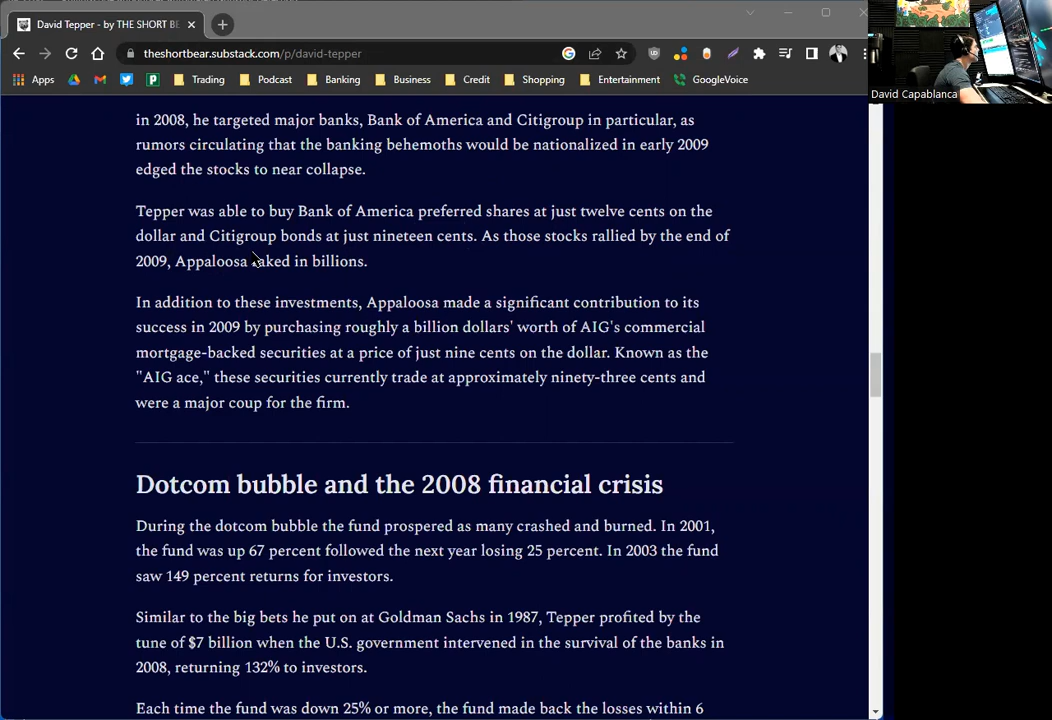 David Tepper - by THE SHORT BE
theshortbear.substack.com/p/david-tepper
Apps Trading Podcast Banking Business Credit Shopping Entertainment GoogleVoice
David Capablanca
in 2008, he targeted major banks, Bank of America and Citigroup in particular, as
rumors circulating that the banking behemoths would be nationalized in early 2009
edged the stocks to near collapse.
Tepper was able to buy Bank of America preferred shares at just twelve cents on the
dollar and Citigroup bonds at just nineteen cents. As those stocks rallied by the end of
2009, Appaloosa raked in billions.
In addition to these investments, Appaloosa made a significant contribution to its
success in 2009 by purchasing roughly a billion dollars' worth of AIG's commercial
mortgage-backed securities at a price of just nine cents on the dollar. Known as the
"AIG ace," these securities currently trade at approximately ninety-three cents and
were a major coup for the firm.
Dotcom bubble and the 2008 financial crisis
During the dotcom bubble the fund prospered as many crashed and burned. In 2001,
the fund was up 67 percent followed the next year losing 25 percent. In 2003 the fund
saw 149 percent returns for investors.
Similar to the big bets he put on at Goldman Sachs in 1987, Tepper profited by the
tune of $7 billion when the U.S. government intervened in the survival of the banks in
2008, returning 132% to investors.
Each time the fund was down 25% or more, the fund made back the losses within 6